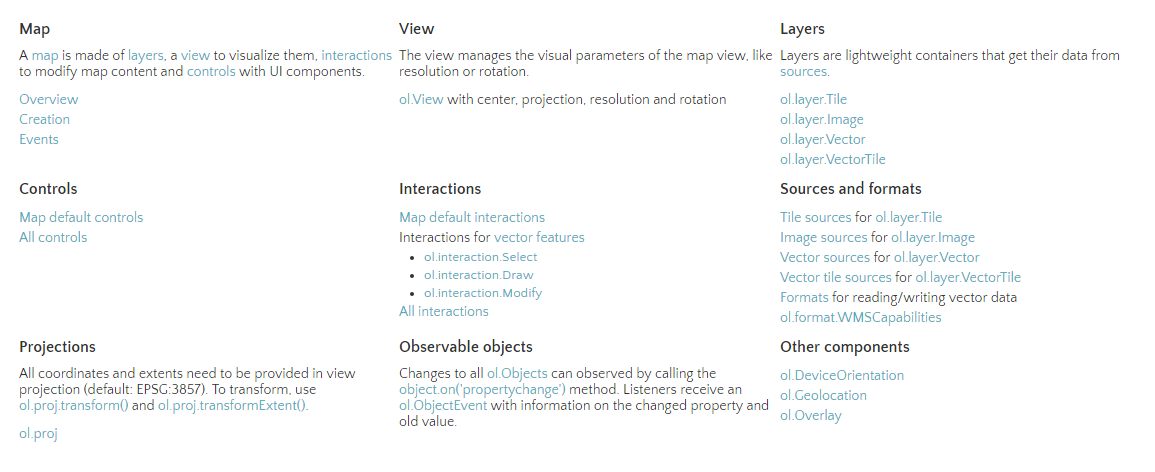 Map
A map is made of layers, a view to visualize them, interactions
to modify map content and controls with UI components.
Overview
Creation
Events
View
The view manages the visual parameters of the map view, like
resolution or rotation.
ol.View with center, projection, resolution and rotation
Layers
Layers are lightweight containers that get their data from
sources.
ol.layer.Tile
ol.layer.Image
ol.layer.Vector
ol.layer.VectorTile
Controls
Map default controls
All controls
Interactions
Map default interactions
Interactions for vector features
• ol.interaction.Select
• ol.interaction.Draw
• ol.interaction.Modify
All interactions
Sources and formats
Tile sources for ol.layer.Tile
Image sources for ol.layer.Image
Vector sources for ol.layer.Vector
Vector tile sources for ol.layer.VectorTile
Formats for reading/writing vector data
ol.format.WMSCapabilities
Projections
All coordinates and extents need to be provided in view
projection (default: EPSG:3857). To transform, use
ol.proj.transform() and ol.proj.transformExtent().
ol.proj
Observable objects
Changes to all ol.Objects can observed by calling the
object.on('propertychange') method. Listeners receive an
ol.ObjectEvent with information on the changed property and
old value.
Other components
ol.DeviceOrientation
ol.Geolocation
ol.Overlay